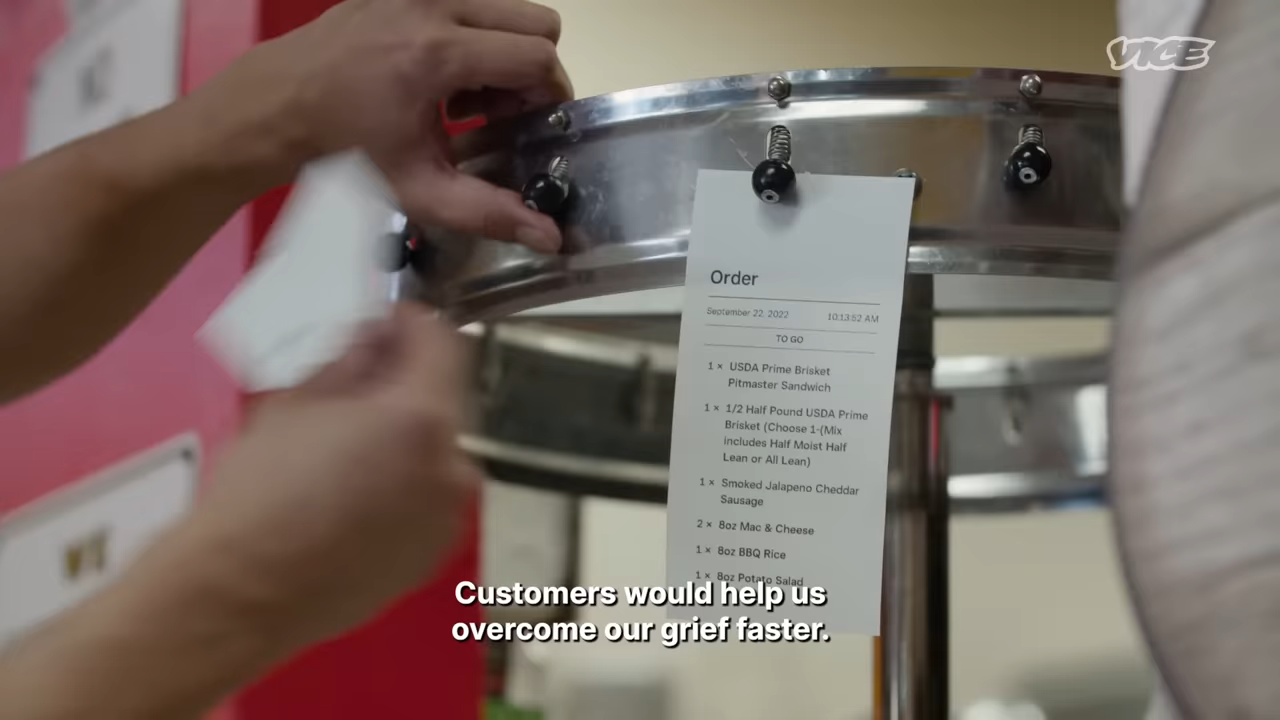 VICE
Order
September 22, 2022 10:13:52 AM
TO GO
1 × USDA Prime Brisket
Pitmaster Sandwich
1 × 1/2 Half Pound USDA Prime
Brisket (Choose 1-(Mix
includes Half Moist Half
Lean or All Lean)
1 × Smoked Jalapeno Cheddar
Sausage
2 × 8oz Mac & Cheese
1 × 8oz BBQ Rice
1 × 8oz Potato Salad
Customers would help us
overcome our grief faster.